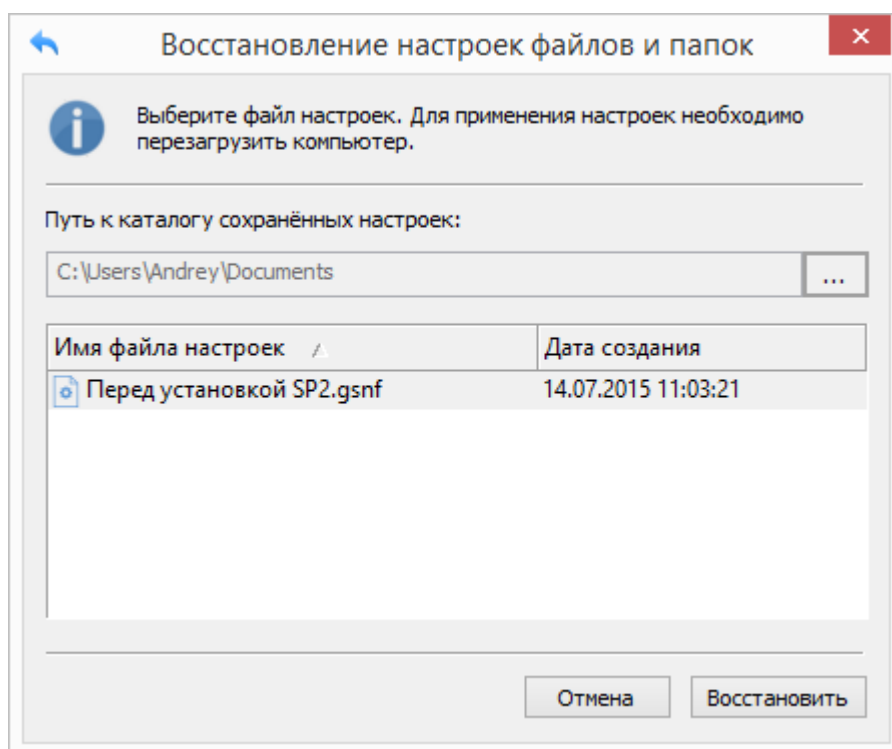 Восстановление настроек файлов и папок
Выберите файл настроек. Для применения настроек необходимо
перезагрузить компьютер.
Путь к каталогу сохранённых настроек:
C:\Users\Andrey\Documents
...
Имя файла настроек Дата создания
Перед установкой SP2.gsnf 14.07.2015 11:03:21
Отмена Восстановить